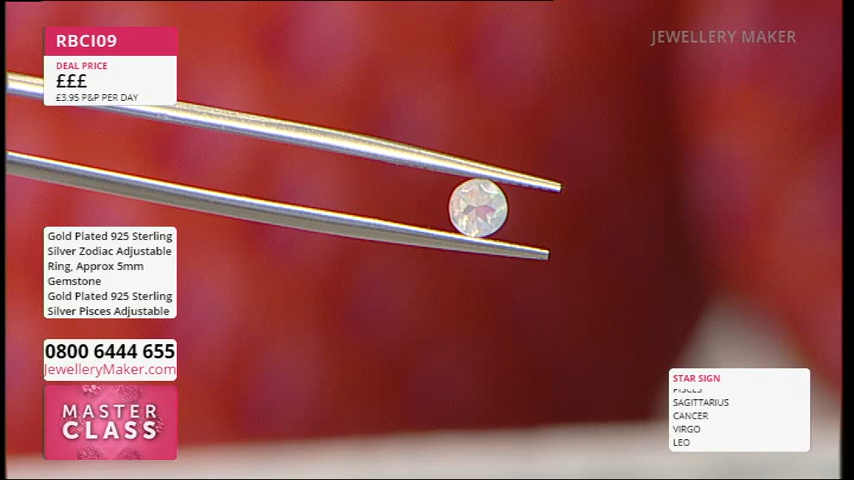 RBCI09
DEAL PRICE
£££
£3.95 P&P PER DAY
JEWELLERY MAKER
Gold Plated 925 Sterling
Silver Zodiac Adjustable
Ring, Approx 5mm
Gemstone
Gold Plated 925 Sterling
Silver Pisces Adjustable
0800 6444 655
JewelleryMaker.com
MASTER
CLASS
STAR SIGN
PISCES
SAGITTARIUS
CANCER
VIRGO
LEO